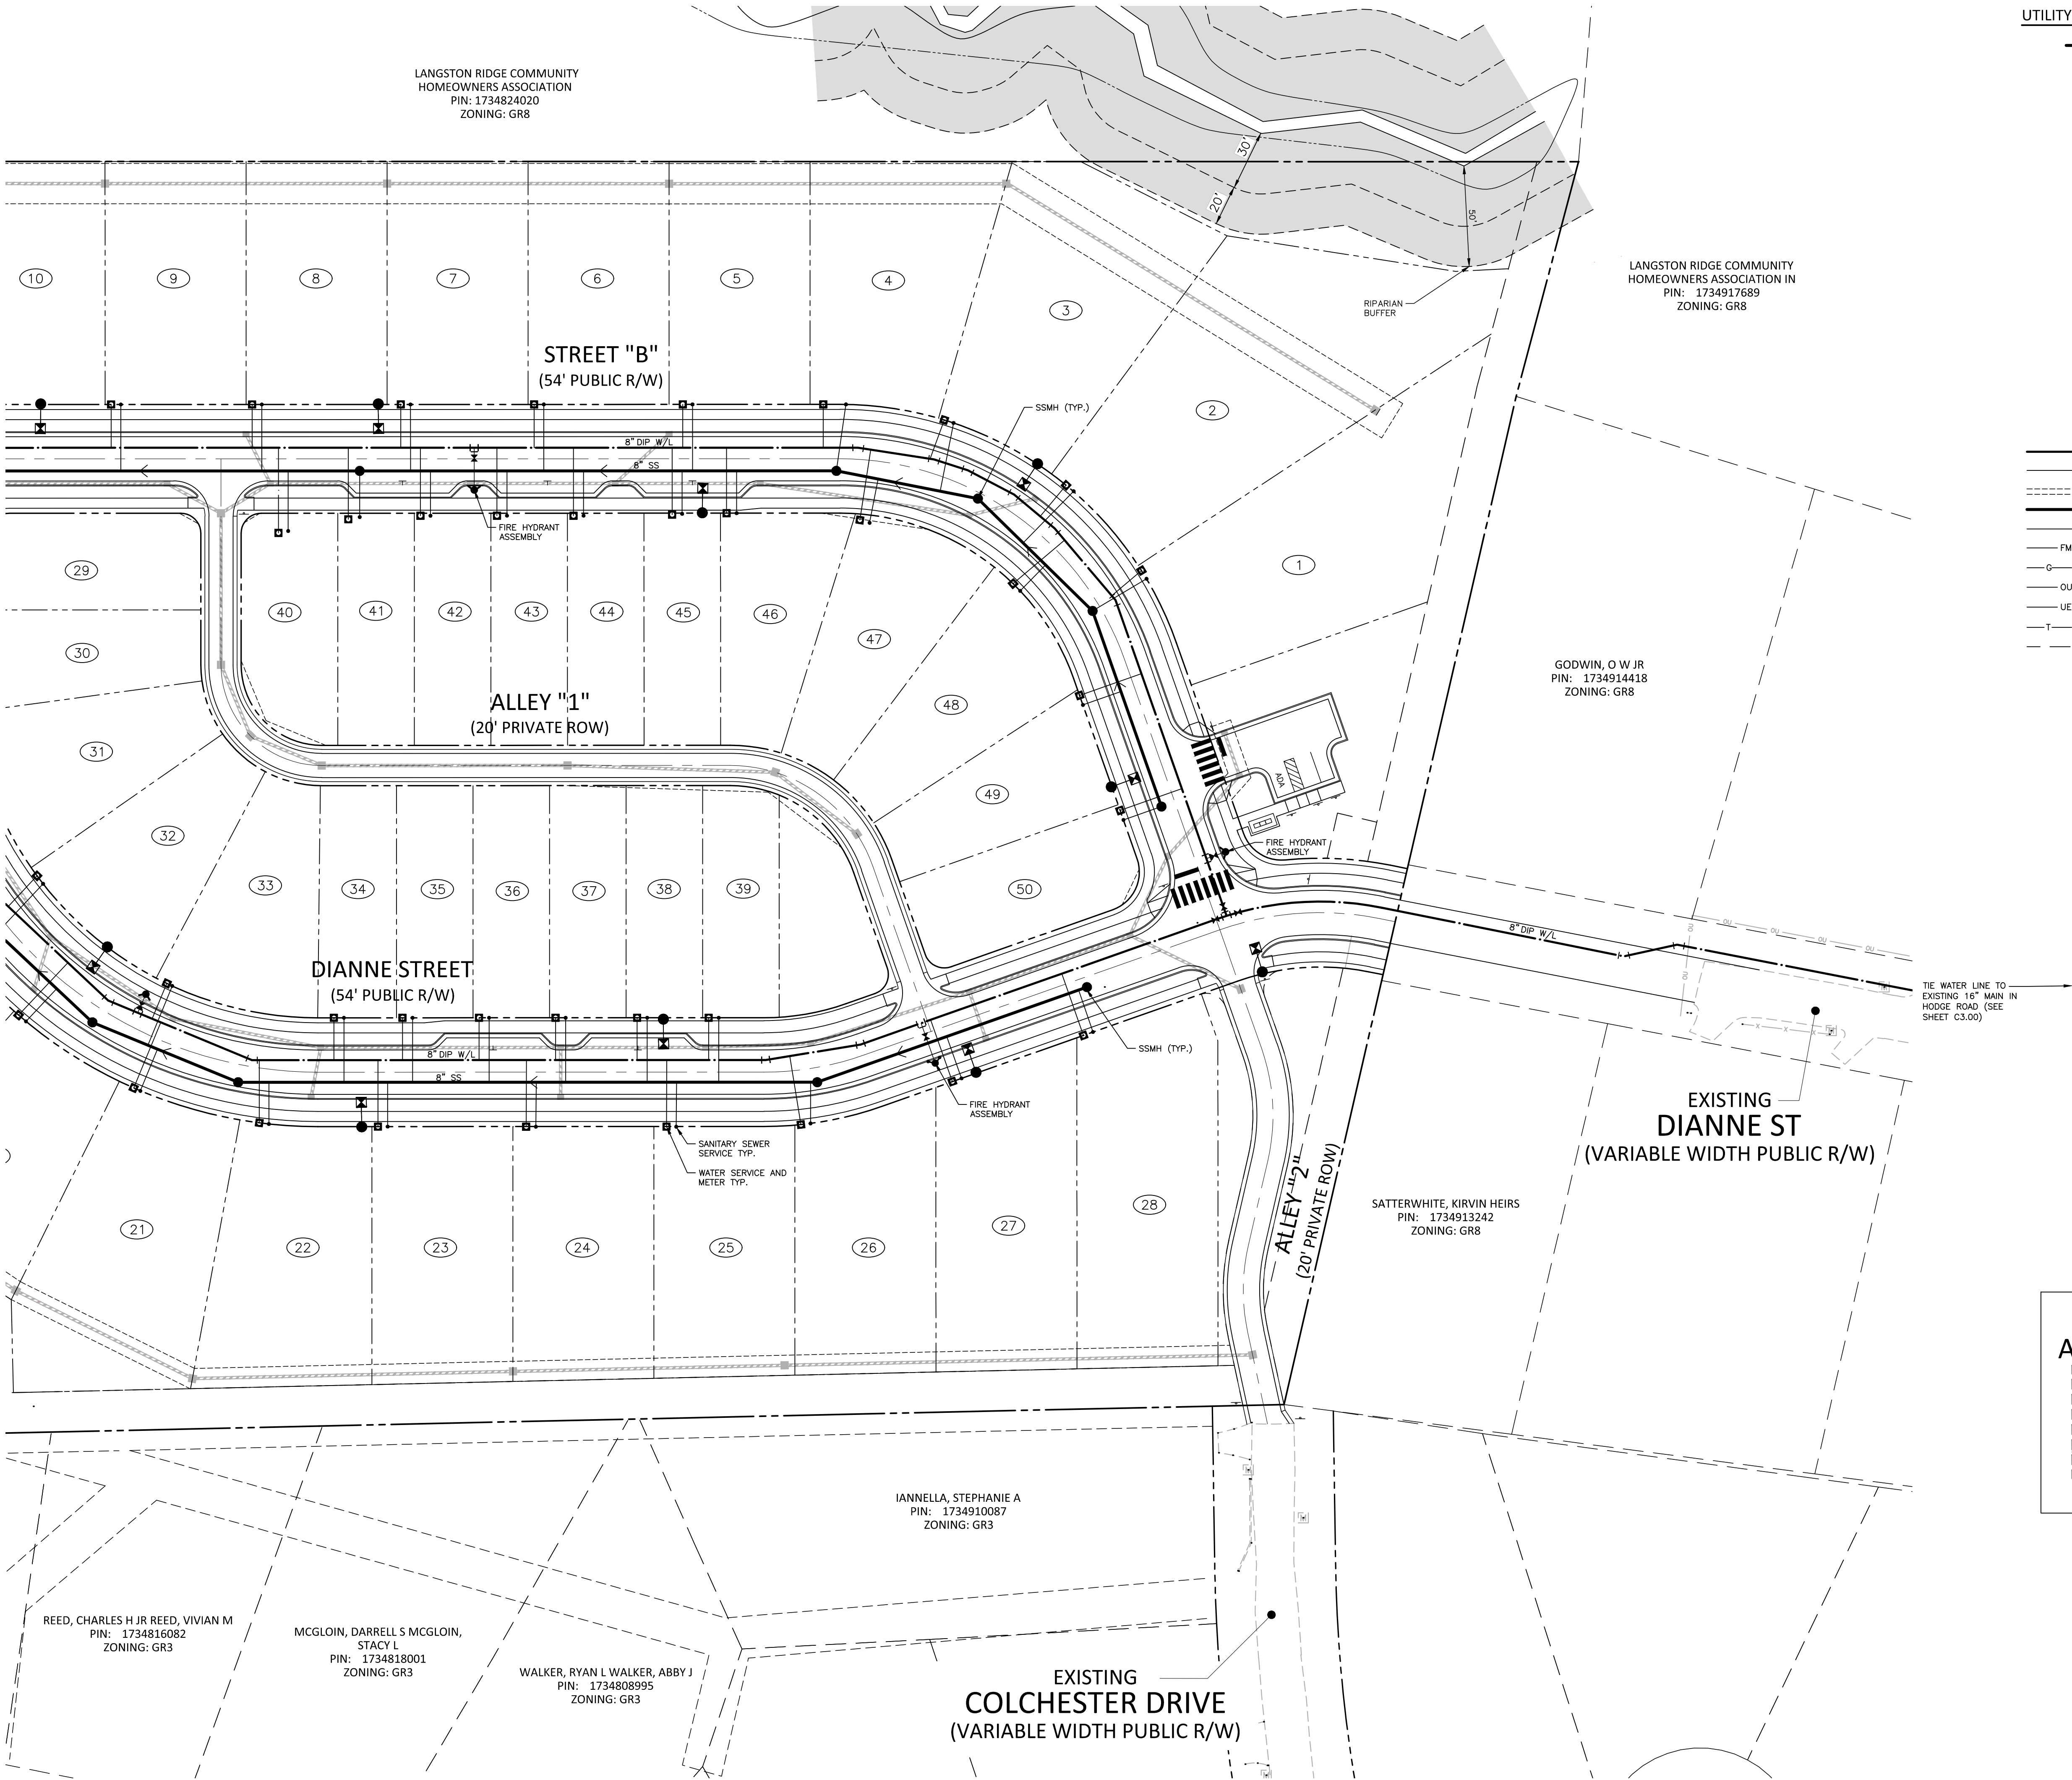 UTILITY
LANGSTON RIDGE COMMUNITY
HOMEOWNERS ASSOCIATION
PIN: 1734824020
ZONING: GR8
30'
20'
50'
RIPARIAN
BUFFER
LANGSTON RIDGE COMMUNITY
HOMEOWNERS ASSOCIATION IN
PIN: 1734917689
ZONING: GR8
10
9
8
7
6
5
4
3
2
1
STREET "B"
(54' PUBLIC R/W)
SSMH (TYP.)
8" DIP W/L
8" SS
FIRE HYDRANT
ASSEMBLY
FM
G
OU
UE
T
29
30
31
32
40
41
42
43
44
45
46
47
48
49
50
ALLEY "1"
(20' PRIVATE ROW)
GODWIN, O W JR
PIN: 1734914418
ZONING: GR8
ADA
FIRE HYDRANT
ASSEMBLY
33
34
35
36
37
38
39
DIANNE STREET
(54' PUBLIC R/W)
8" DIP W/L
8" SS
8" DIP W/L
OU
OU
OU
OU
OU
OU
X
X
TIE WATER LINE TO
EXISTING 16" MAIN IN
HODGE ROAD (SEE
SHEET C3.00)
SSMH (TYP.)
FIRE HYDRANT
ASSEMBLY
SANITARY SEWER
SERVICE TYP.
WATER SERVICE AND
METER TYP.
EXISTING
DIANNE ST
(VARIABLE WIDTH PUBLIC R/W)
ALLEY "2"
(20' PRIVATE ROW)
SATTERWHITE, KIRVIN HEIRS
PIN: 1734913242
ZONING: GR8
21
22
23
24
25
26
27
28
A
IANNELLA, STEPHANIE A
PIN: 1734910087
ZONING: GR3
REED, CHARLES H JR REED, VIVIAN M
PIN: 1734816082
ZONING: GR3
MCGLOIN, DARRELL S MCGLOIN,
STACY L
PIN: 1734818001
ZONING: GR3
WALKER, RYAN L WALKER, ABBY J
PIN: 1734808995
ZONING: GR3
EXISTING
COLCHESTER DRIVE
(VARIABLE WIDTH PUBLIC R/W)